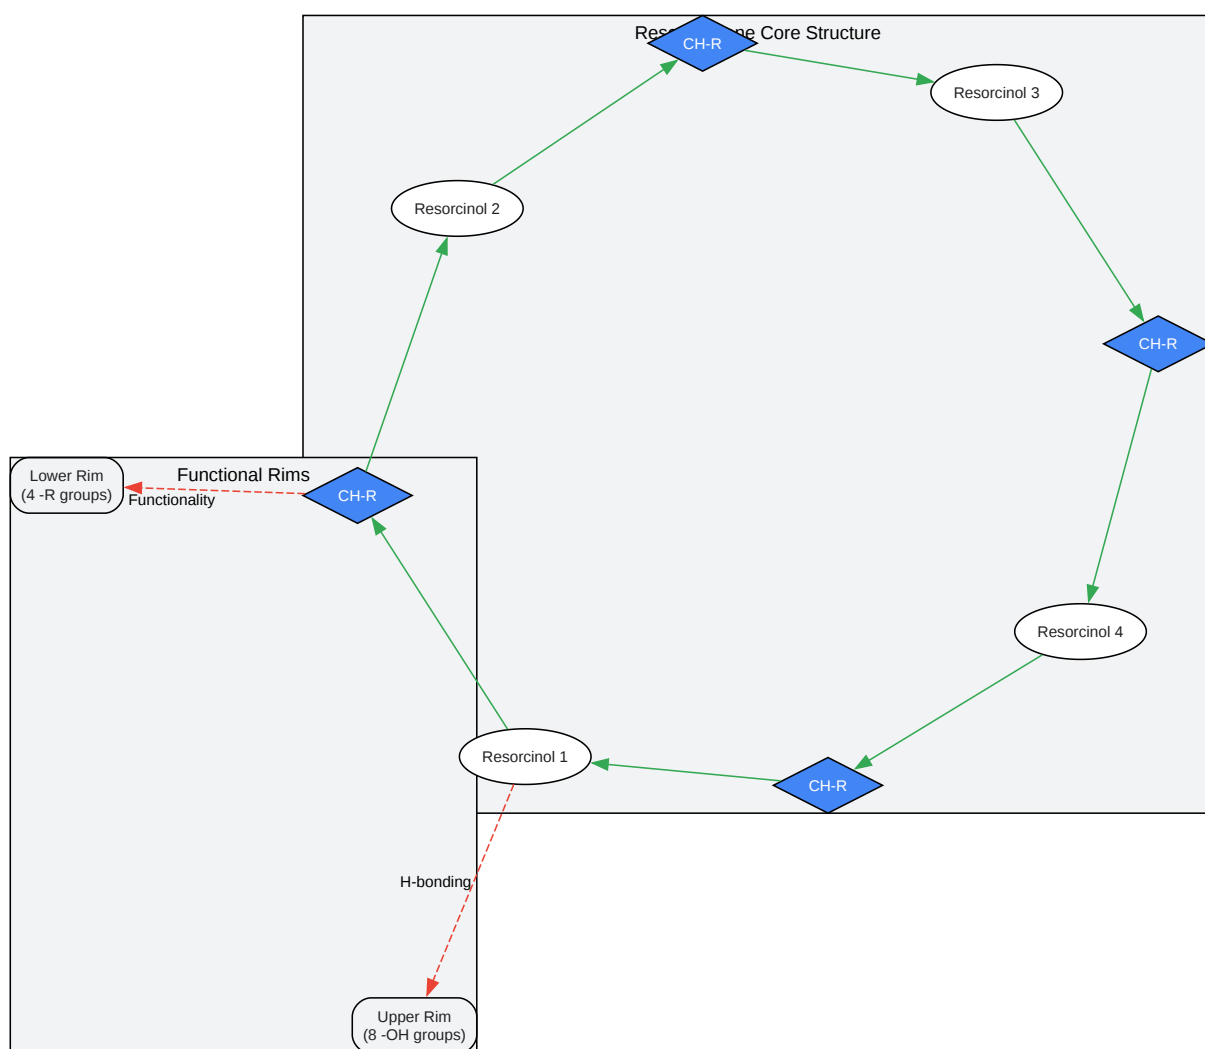 Res ne Core Structure
CH-R
Resorcinol 3
Resorcinol 2
CH-R
Lower Rim
(4 -R groups)
Functional Rims
Functionality
CH-R
Resorcinol 4
Resorcinol 1
CH-R
H-bonding
Upper Rim
(8 -OH groups)